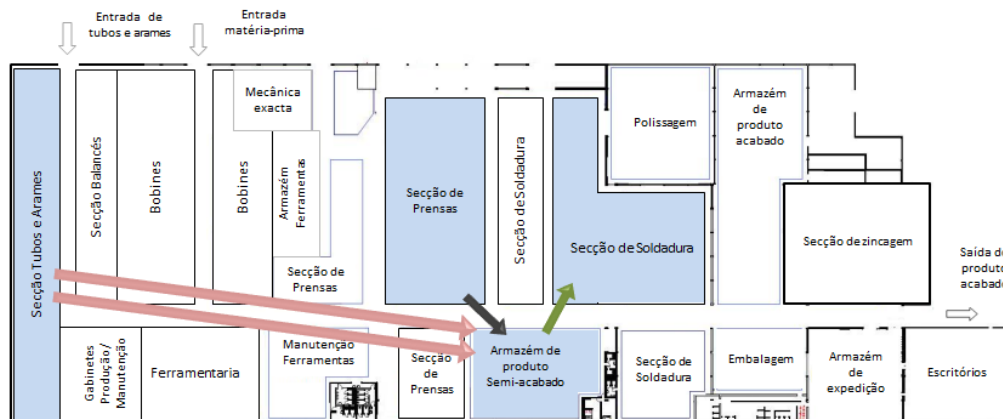 Entrada de
tubos e arames
Entrada
matéria-prima
Secção Tubos e Arames
Secção Balancés
Bobines
Bobines
Mecânica
exacta
Armazém
Ferramentas
Secção de
Prensas
Secção de
Prensas
Secção de Soldadura
Secção de Soldadura
Polissagem
Armazém
de
produto
acabado
Secção de zincagem
Saída de
produto
acabado
Gabinetes
Produção/
Manutenção
Ferramentaria
Manutenção
Ferramentas
Secção
de
Prensas
Armazém de
produto
Semi-acabado
Secção de
Soldadura
Embalagem
Armazém
de
expedição
Escritórios